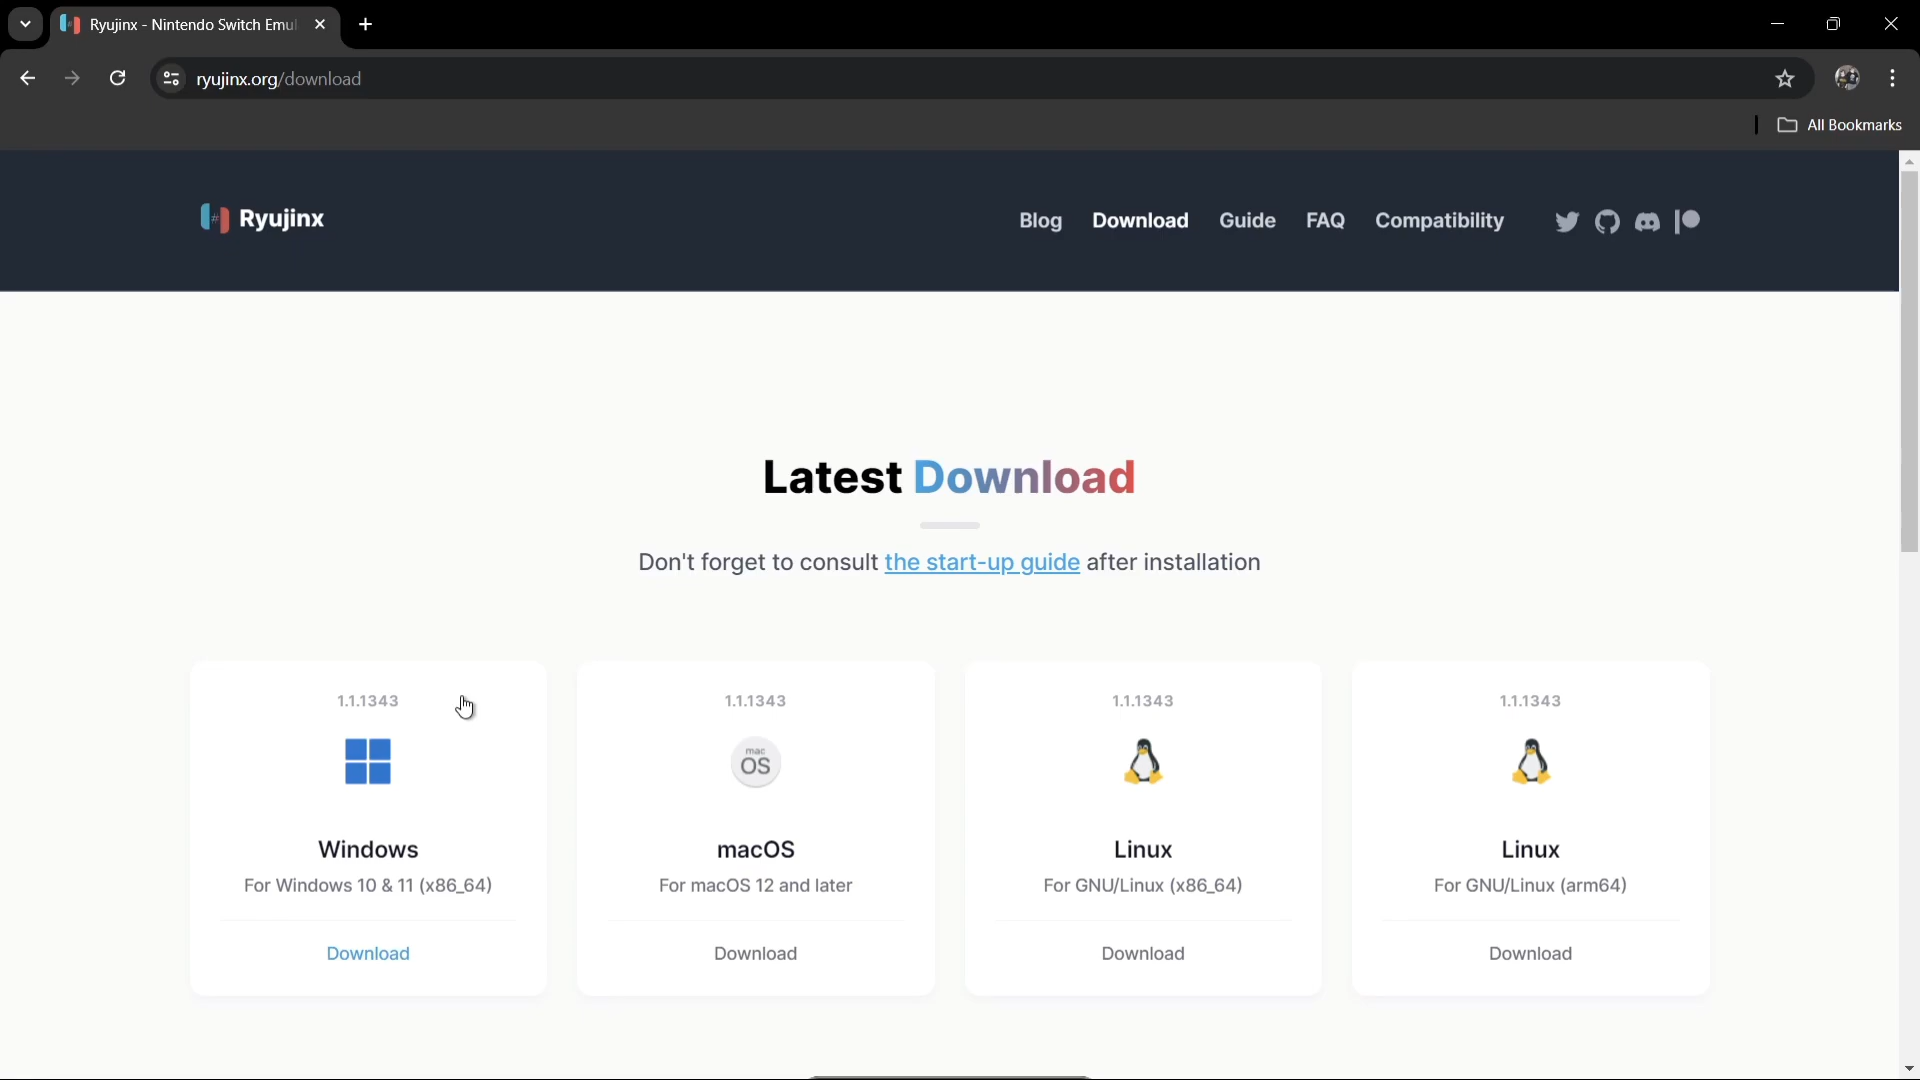 Ryujinx - Nintendo Switch Emul
ryujinx.org/download
All Bookmarks
Ryujinx
Blog Download Guide FAQ Compatibility
Latest Download
Don't forget to consult the start-up guide after installation
1.1.1343
Windows
For Windows 10 & 11 (x86_64)
Download
1.1.1343
mac
OS
macOS
For macOS 12 and later
Download
1.1.1343
Linux
For GNU/Linux (x86_64)
Download
1.1.1343
Linux
For GNU/Linux (arm64)
Download